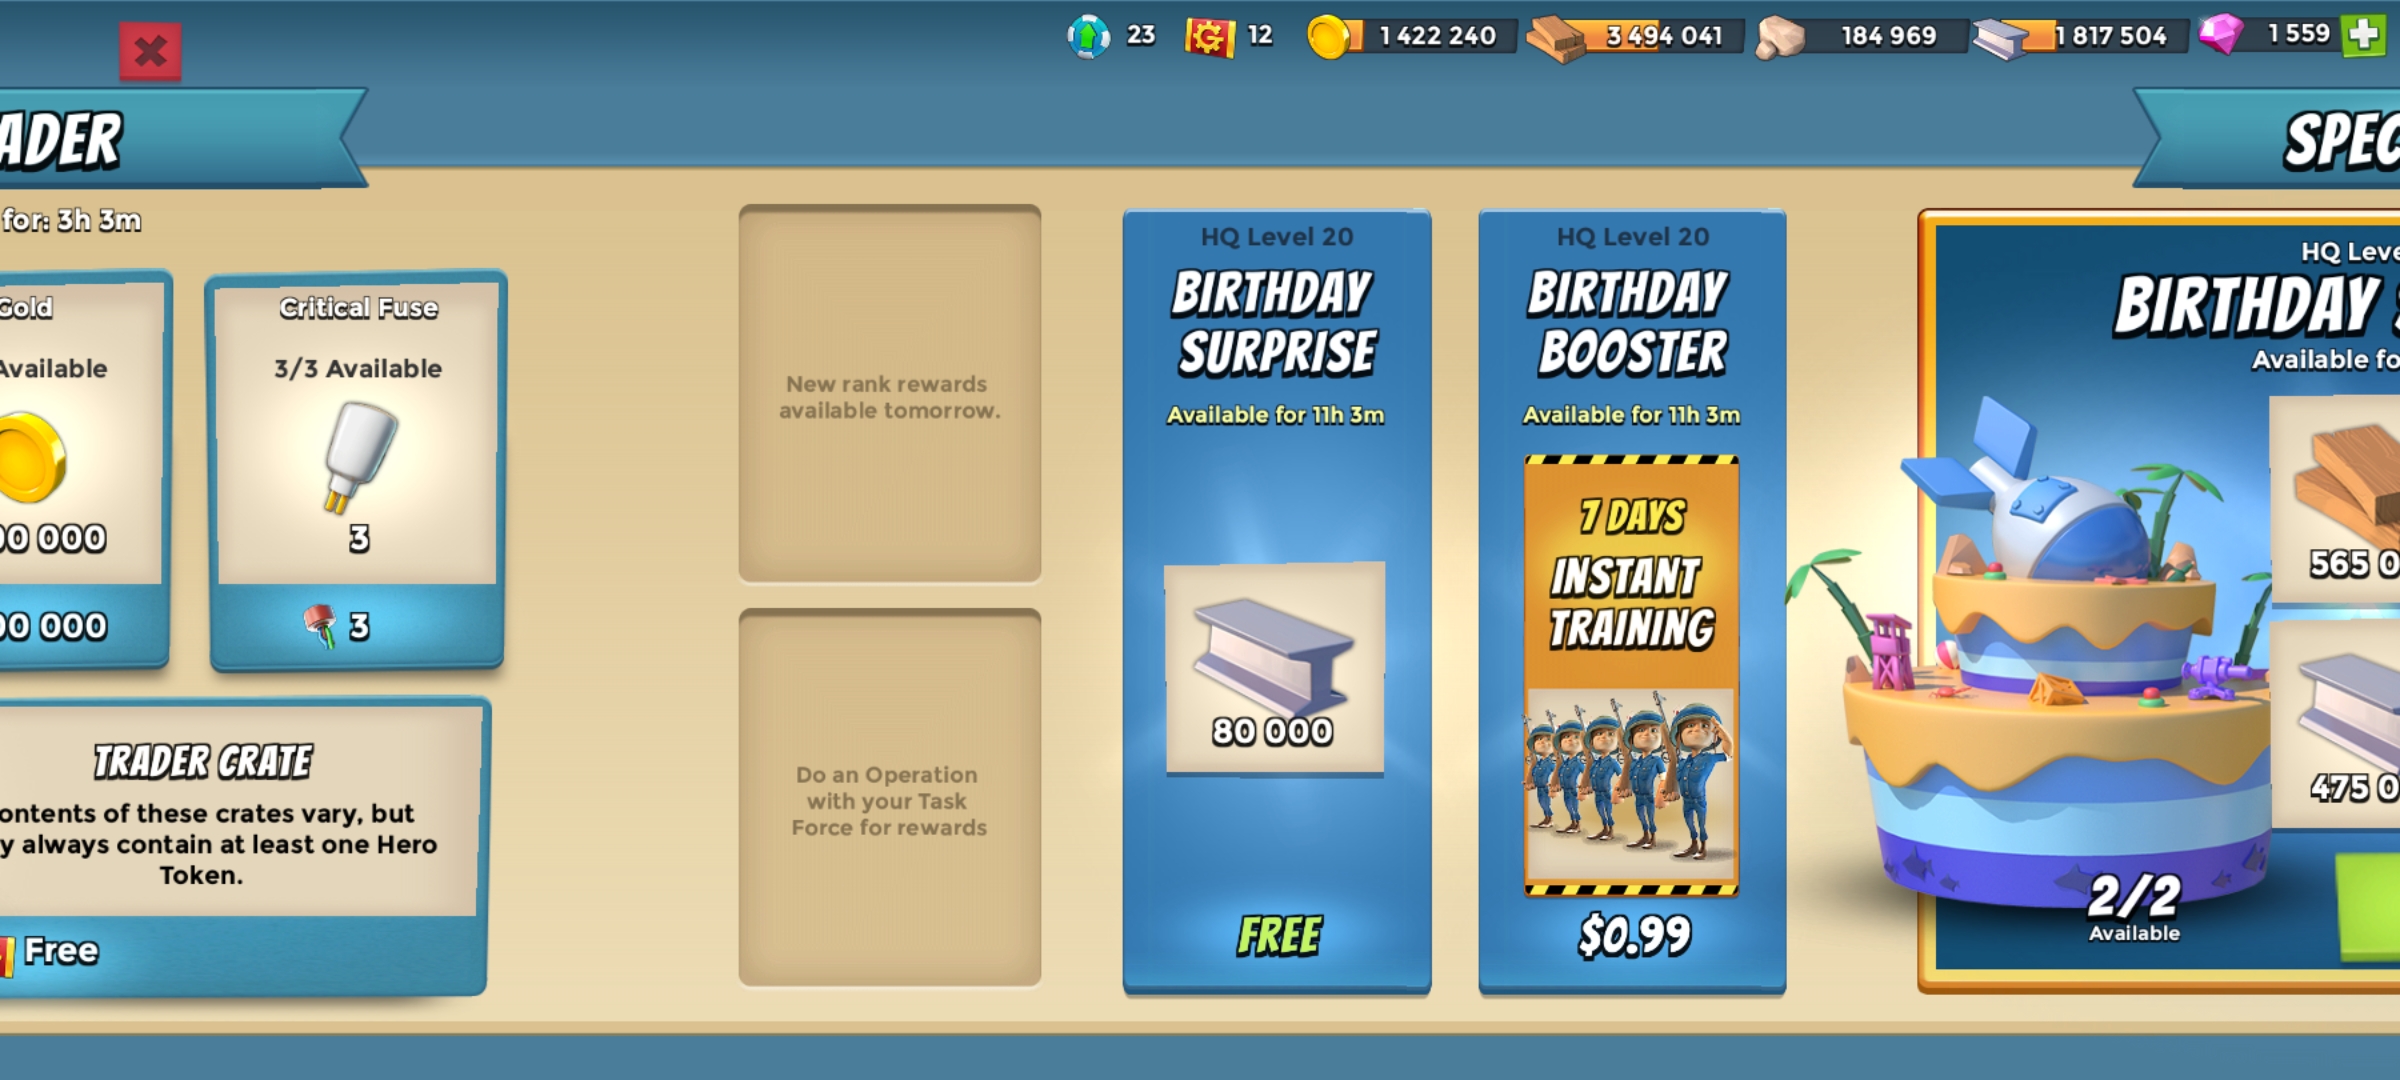 23
12
1 422 240
3 494 041
184 969
1 817 504
1 559
ADER
SPEC
for: 3h 3m
Gold
Available
00 000
00 000
Critical Fuse
3/3 Available
3
3
TRADER CRATE
ontents of these crates vary, but
y always contain at least one Hero
Token.
Free
New rank rewards
available tomorrow.
Do an Operation
with your Task
Force for rewards
HQ Level 20
BIRTHDAY
SURPRISE
Available for 11h 3m
80 000
FREE
HQ Level 20
BIRTHDAY
BOOSTER
Available for 11h 3m
7 DAYS
INSTANT
TRAINING
$0.99
HQ Leve
BIRTHDAY
Available fo
565 0
475 0
2/2
Available